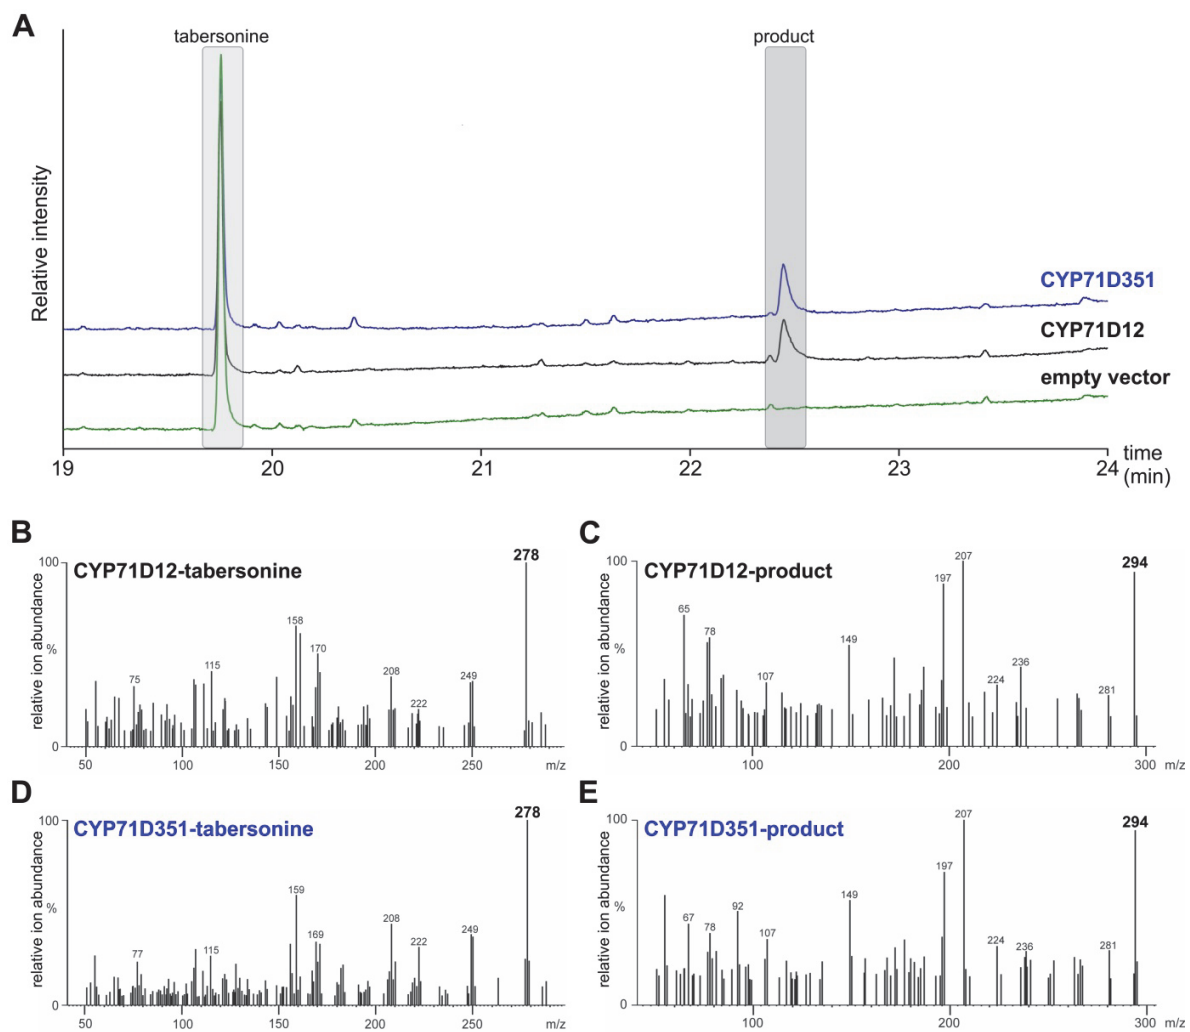 A
tabersonine
product
Relative intensity
CYP71D351
CYP71D12
empty vector
19
20
21
22
23
24
time
(min)
B
CYP71D12-tabersonine
relative ion abundance
100
%
0
278
158
170
75
115
208
222
249
50
100
150
200
250
m/z
C
CYP71D12-product
relative ion abundance
100
%
0
207
294
197
65
78
149
107
236
224
281
100
200
300
m/z
D
CYP71D351-tabersonine
relative ion abundance
100
%
0
278
159
169
77
115
208
222
249
50
100
150
200
250
m/z
E
CYP71D351-product
relative ion abundance
100
%
0
207
294
197
149
92
67
78
107
224
236
281
100
200
300
m/z